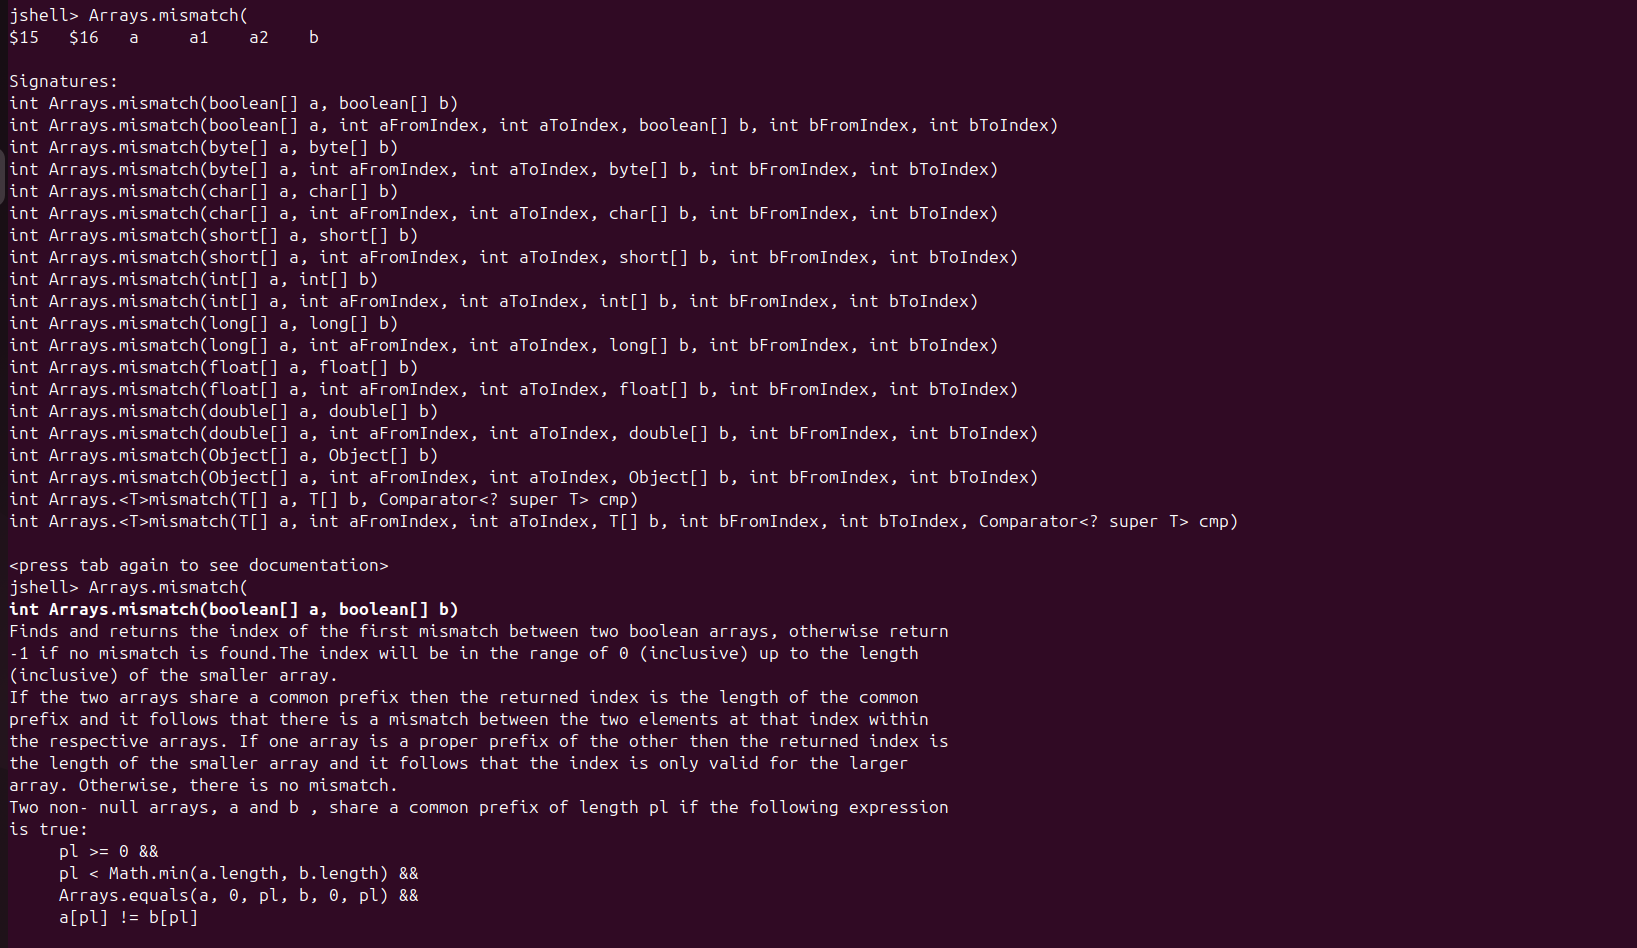 jshell> Arrays.mismatch(
$15   $16   a     a1    a2    b

Signatures:
int Arrays.mismatch(boolean[] a, boolean[] b)
int Arrays.mismatch(boolean[] a, int aFromIndex, int aToIndex, boolean[] b, int bFromIndex, int bToIndex)
int Arrays.mismatch(byte[] a, byte[] b)
int Arrays.mismatch(byte[] a, int aFromIndex, int aToIndex, byte[] b, int bFromIndex, int bToIndex)
int Arrays.mismatch(char[] a, char[] b)
int Arrays.mismatch(char[] a, int aFromIndex, int aToIndex, char[] b, int bFromIndex, int bToIndex)
int Arrays.mismatch(short[] a, short[] b)
int Arrays.mismatch(short[] a, int aFromIndex, int aToIndex, short[] b, int bFromIndex, int bToIndex)
int Arrays.mismatch(int[] a, int[] b)
int Arrays.mismatch(int[] a, int aFromIndex, int aToIndex, int[] b, int bFromIndex, int bToIndex)
int Arrays.mismatch(long[] a, long[] b)
int Arrays.mismatch(long[] a, int aFromIndex, int aToIndex, long[] b, int bFromIndex, int bToIndex)
int Arrays.mismatch(float[] a, float[] b)
int Arrays.mismatch(float[] a, int aFromIndex, int aToIndex, float[] b, int bFromIndex, int bToIndex)
int Arrays.mismatch(double[] a, double[] b)
int Arrays.mismatch(double[] a, int aFromIndex, int aToIndex, double[] b, int bFromIndex, int bToIndex)
int Arrays.mismatch(Object[] a, Object[] b)
int Arrays.mismatch(Object[] a, int aFromIndex, int aToIndex, Object[] b, int bFromIndex, int bToIndex)
int Arrays.<T>mismatch(T[] a, T[] b, Comparator<? super T> cmp)
int Arrays.<T>mismatch(T[] a, int aFromIndex, int aToIndex, T[] b, int bFromIndex, int bToIndex, Comparator<? super T> cmp)

<press tab again to see documentation>
jshell> Arrays.mismatch(
int Arrays.mismatch(boolean[] a, boolean[] b)
Finds and returns the index of the first mismatch between two boolean arrays, otherwise return
-1 if no mismatch is found.The index will be in the range of 0 (inclusive) up to the length
(inclusive) of the smaller array.
If the two arrays share a common prefix then the returned index is the length of the common
prefix and it follows that there is a mismatch between the two elements at that index within
the respective arrays. If one array is a proper prefix of the other then the returned index is
the length of the smaller array and it follows that the index is only valid for the larger
array. Otherwise, there is no mismatch.
Two non- null arrays, a and b , share a common prefix of length pl if the following expression
is true:
     pl >= 0 &&
     pl < Math.min(a.length, b.length) &&
     Arrays.equals(a, 0, pl, b, 0, pl) &&
     a[pl] != b[pl]